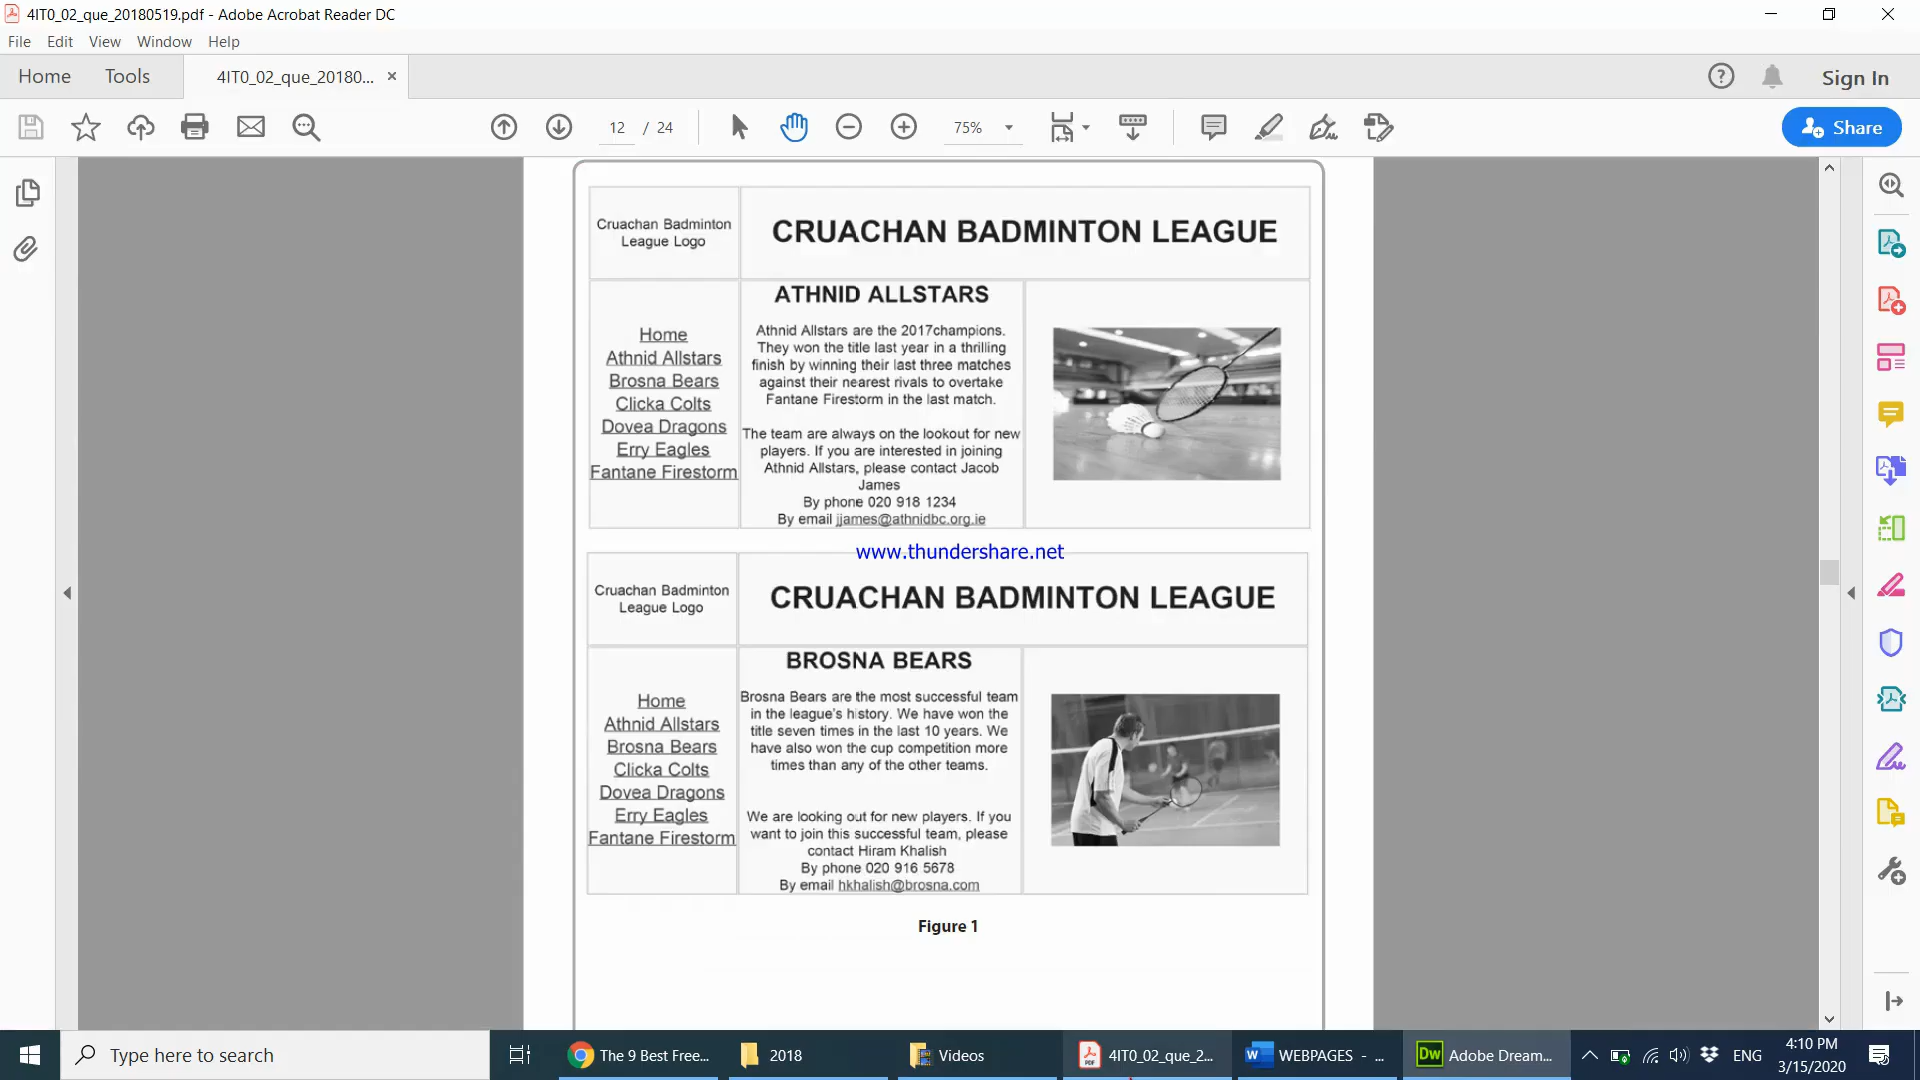 4IT0_02_que_20180519.pdf - Adobe Acrobat Reader DC
File Edit View Window Help
Home Tools 4IT0_02_que_20180... × Sign In
12 / 24 75% Share
Cruachan Badminton
League Logo
CRUACHAN BADMINTON LEAGUE
Home
Athnid Allstars
Brosna Bears
Clicka Colts
Dovea Dragons
Erry Eagles
Fantane Firestorm
ATHNID ALLSTARS
Athnid Allstars are the 2017champions.
They won the title last year in a thrilling
finish by winning their last three matches
against their nearest rivals to overtake
Fantane Firestorm in the last match.
The team are always on the lookout for new
players. If you are interested in joining
Athnid Allstars, please contact Jacob
James
By phone 020 918 1234
By email jjames@athnidbc.org.ie
www.thundershare.net
Cruachan Badminton
League Logo
CRUACHAN BADMINTON LEAGUE
Home
Athnid Allstars
Brosna Bears
Clicka Colts
Dovea Dragons
Erry Eagles
Fantane Firestorm
BROSNA BEARS
Brosna Bears are the most successful team
in the league's history. We have won the
title seven times in the last 10 years. We
have also won the cup competition more
times than any of the other teams.
We are looking out for new players. If you
want to join this successful team, please
contact Hiram Khalish
By phone 020 916 5678
By email hkhalish@brosna.com
Figure 1
Type here to search The 9 Best Free... 2018 Videos 4IT0_02_que_2... WEBPAGES - ... Dw Adobe Dream... ENG 4:10 PM
3/15/2020